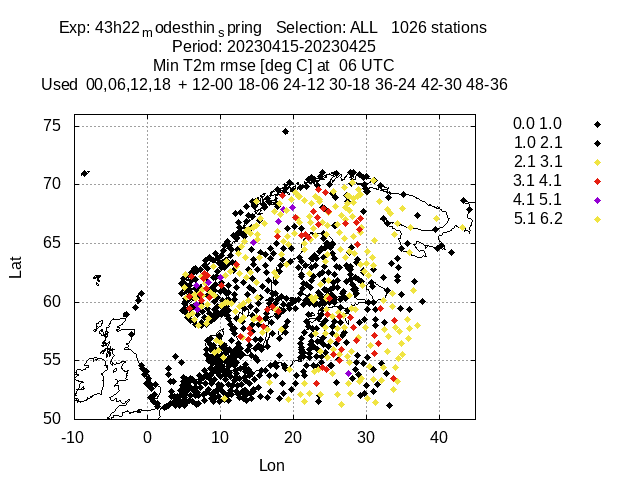 Exp: 43h22modesthinspring Selection: ALL 1026 stations
Period: 20230415-20230425
Min T2m rmse [deg C] at 06 UTC
Used 00,06,12,18 + 12-00 18-06 24-12 30-18 36-24 42-30 48-36
75
70
65
60
55
50
-10 0 10 20 30 40
Lat
Lon
0.0 1.0
1.0 2.1
2.1 3.1
3.1 4.1
4.1 5.1
5.1 6.2